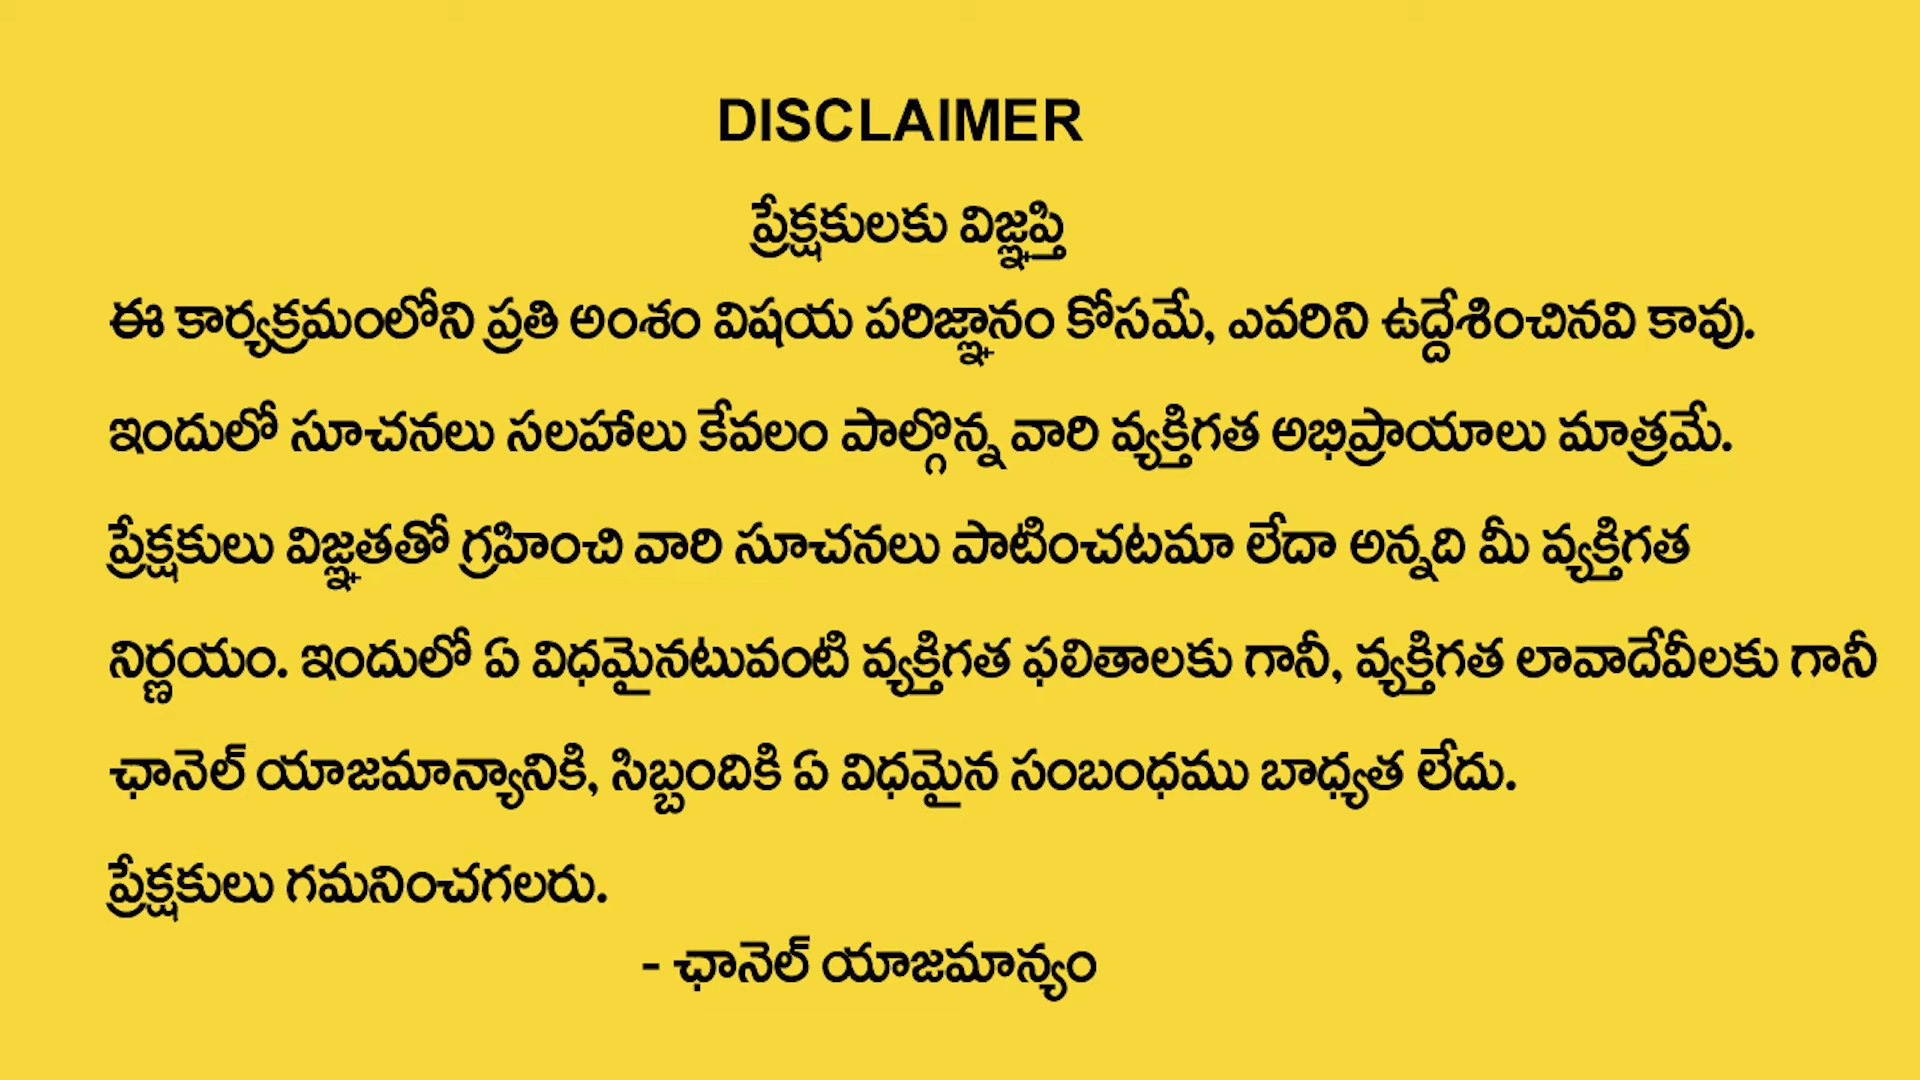 DISCLAIMER
ప్రేక్షకులకు విజ్ఞప్తి
ఈ కార్యక్రమంలోని ప్రతి అంశం విషయ పరిజ్ఞానం కోసమే, ఎవరిని ఉద్దేశించినవి కావు.
ఇందులో సూచనలు సలహాలు కేవలం పాల్గొన్న వారి వ్యక్తిగత అభిప్రాయాలు మాత్రమే.
ప్రేక్షకులు విజ్ఞతతో గ్రహించి వారి సూచనలు పాటించటమా లేదా అన్నది మీ వ్యక్తిగత
నిర్ణయం. ఇందులో ఏ విధమైనటువంటి వ్యక్తిగత ఫలితాలకు గానీ, వ్యక్తిగత లావాదేవీలకు గానీ
ఛానెల్ యాజమాన్యానికి, సిబ్బందికి ఏ విధమైన సంబంధము బాధ్యత లేదు.
ప్రేక్షకులు గమనించగలరు.
- ఛానెల్ యాజమాన్యం